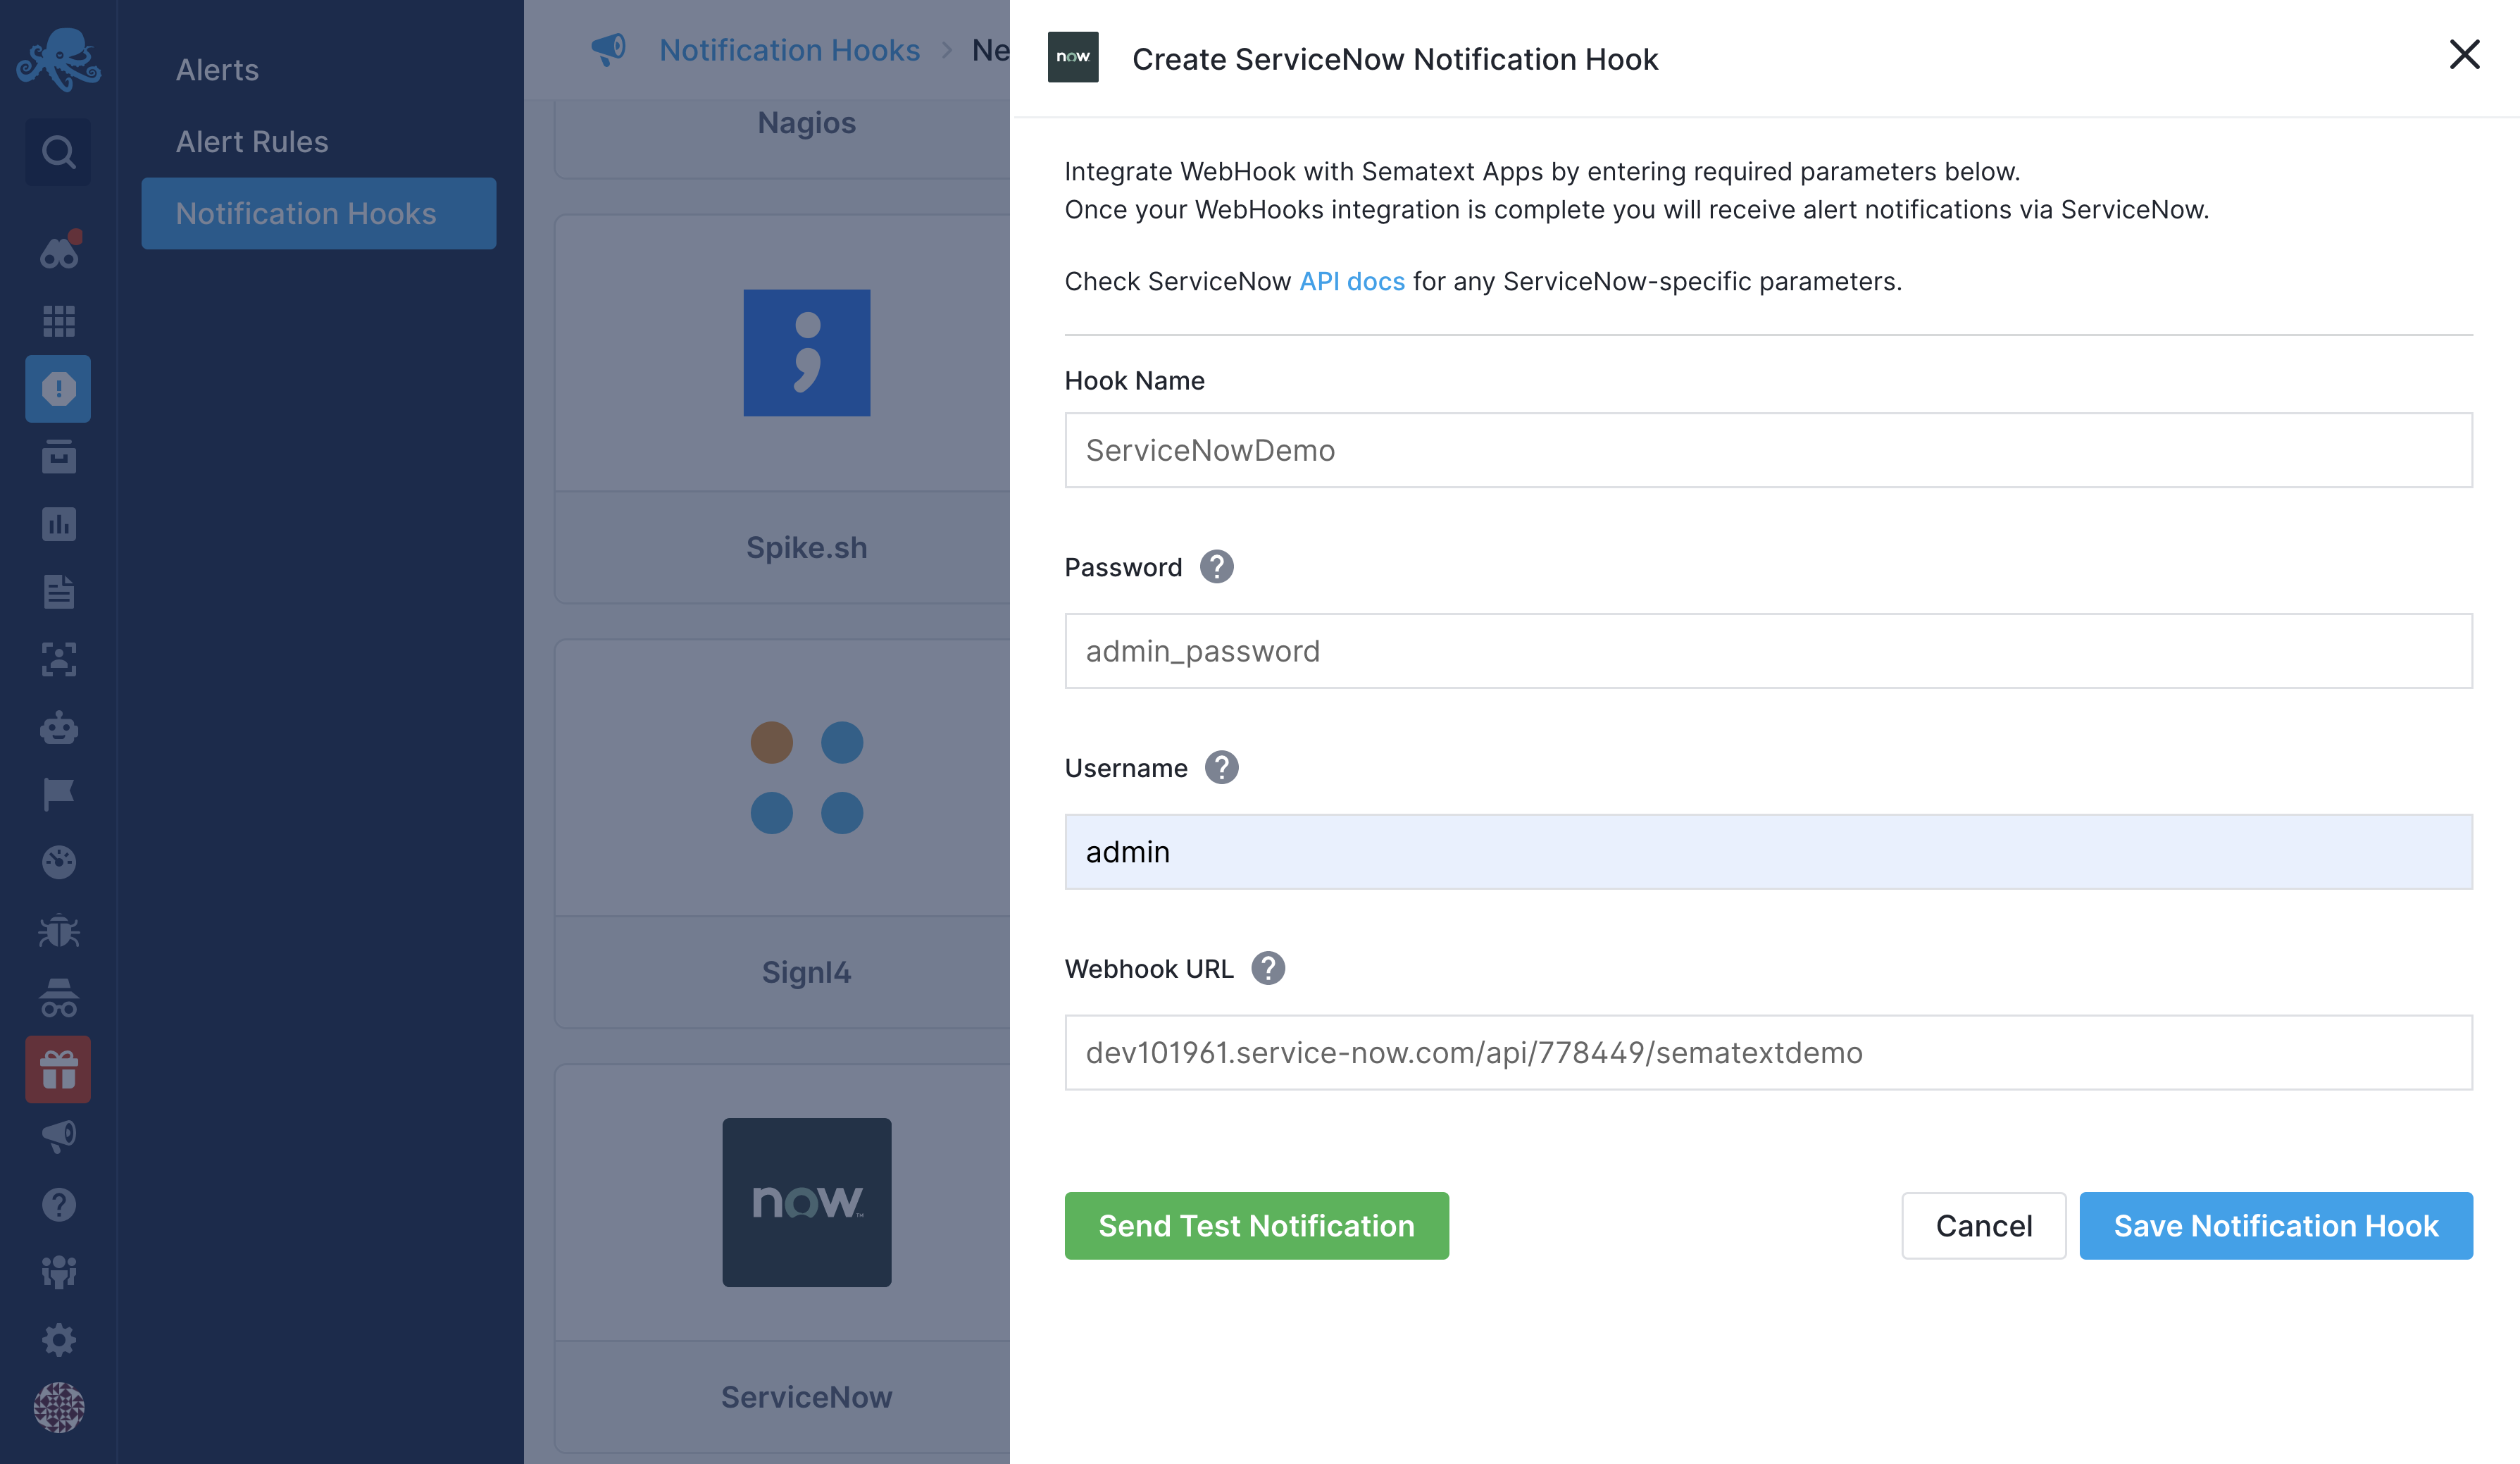 Alerts
Alert Rules
Notification Hooks
Notification Hooks > Ne
Nagios
Spike.sh
Signl4
now
ServiceNow
now
Create ServiceNow Notification Hook
Integrate WebHook with Sematext Apps by entering required parameters below.
Once your WebHooks integration is complete you will receive alert notifications via ServiceNow.
Check ServiceNow API docs for any ServiceNow-specific parameters.
Hook Name
ServiceNowDemo
Password ?
admin_password
Username ?
admin
Webhook URL ?
dev101961.service-now.com/api/778449/sematextdemo
Send Test Notification
Cancel
Save Notification Hook